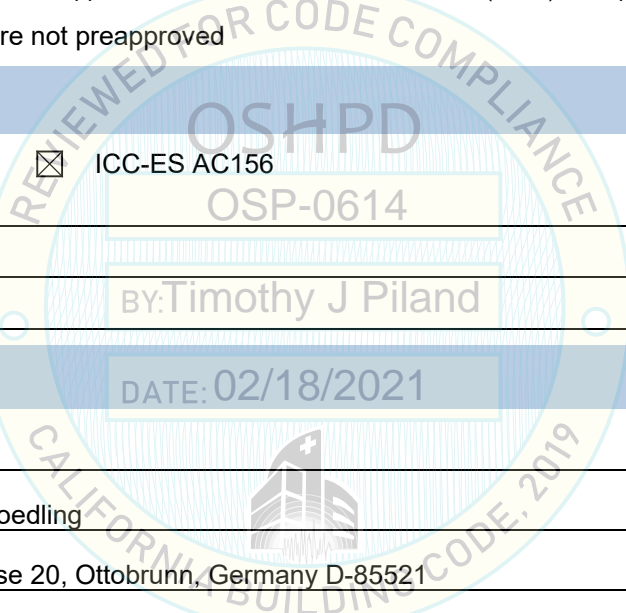 re not preapproved
REVIEWED FOR CODE COMPLIANCE
OSHPD
ICC-ES AC156
OSP-0614
BY:Timothy J Piland
DATE: 02/18/2021
oedling
se 20, Ottobrunn, Germany D-85521
CALIFORNIA BUILDING CODE, 2019